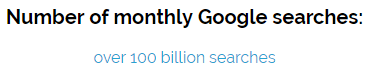 Number of monthly Google searches:
over 100 billion searches